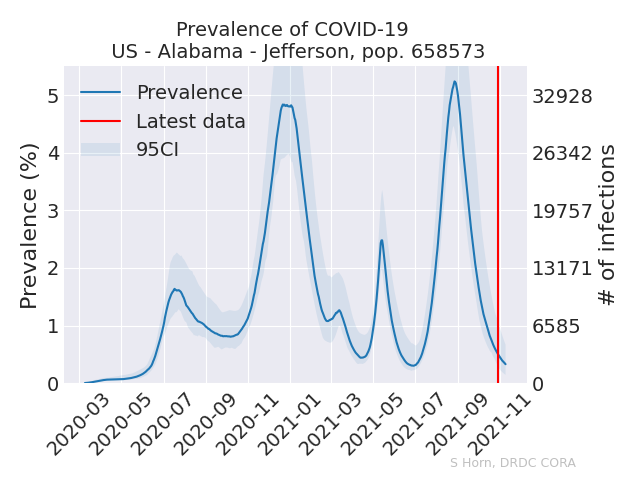 Prevalence of COVID-19
US - Alabama - Jefferson, pop. 658573
Prevalence
Latest data
95CI
Prevalence (%)
5
4
3
2
1
0
32928
26342
19757
13171
6585
0
# of infections
2020-03
2020-05
2020-07
2020-09
2020-11
2021-01
2021-03
2021-05
2021-07
2021-09
2021-11
S Horn, DRDC CORA